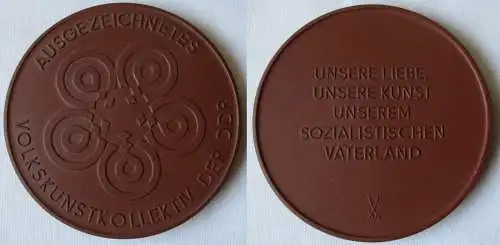 AUSGEZEICHNETES
VOLKSKUNSTKOLLEKTIV DER DDR
UNSERE LIEBE,
UNSERE KUNST
UNSEREM
SOZIALISTISCHEN
VATERLAND